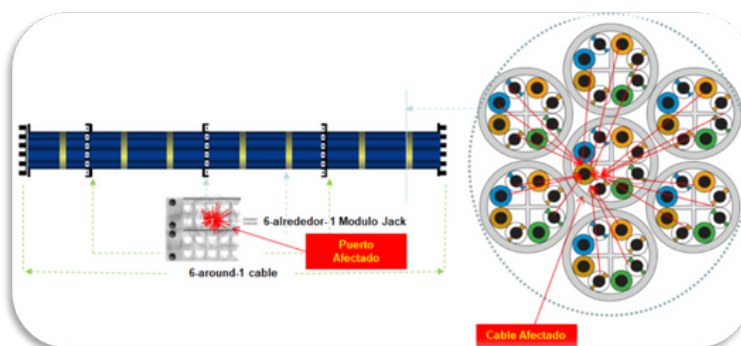 6-alrededor- 1 Modulo Jack
Puerto
Afectado
6-around-1 cable
Cable Afectado